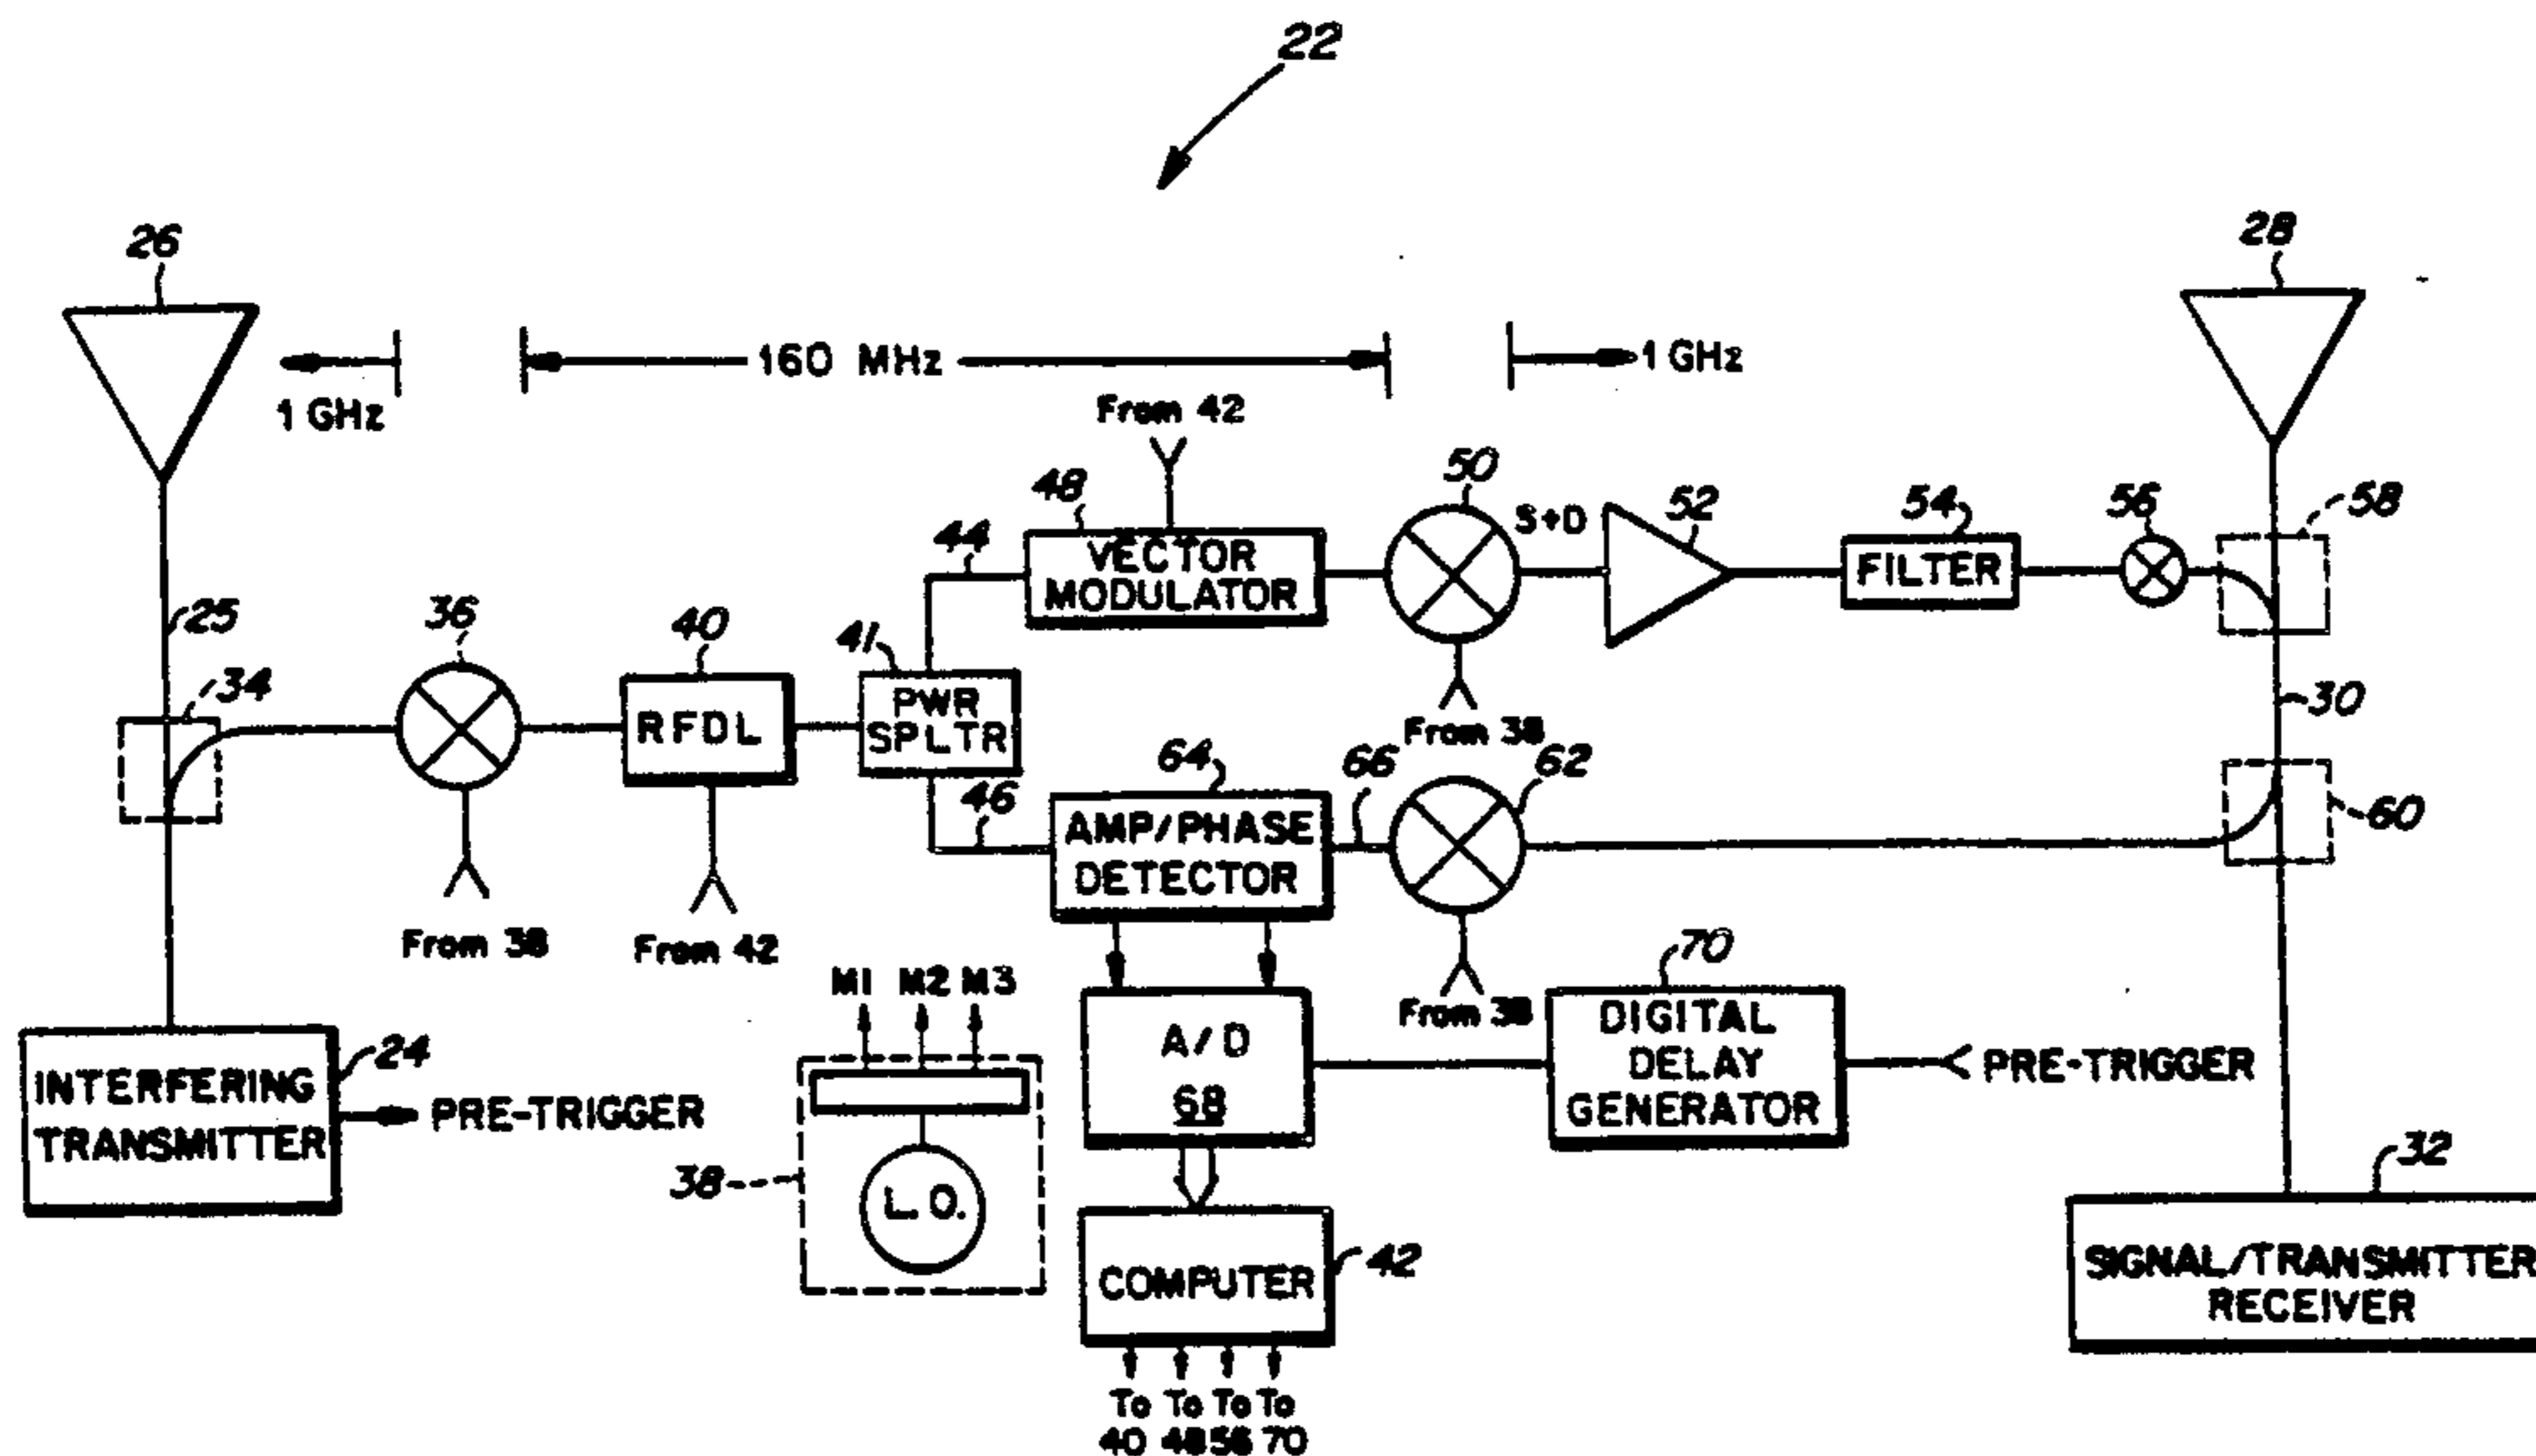 22
26
28
160 MHz
1 GHz
1 GHz
From 42
50
48
52
54
56
58
S+D
44
VECTOR
MODULATOR
FILTER
25
36
40
41
34
30
PWR
SPLTR
RFDL
From 38
64
66
62
46
60
AMP/PHASE
DETECTOR
From 38
From 42
70
M1 M2 M3
From 38
DIGITAL
DELAY
GENERATOR
A/D
68
24
INTERFERING
TRANSMITTER
PRE-TRIGGER
PRE-TRIGGER
38
L.O.
32
42
COMPUTER
SIGNAL/TRANSMITTER
RECEIVER
To To To To
40 48 56 70